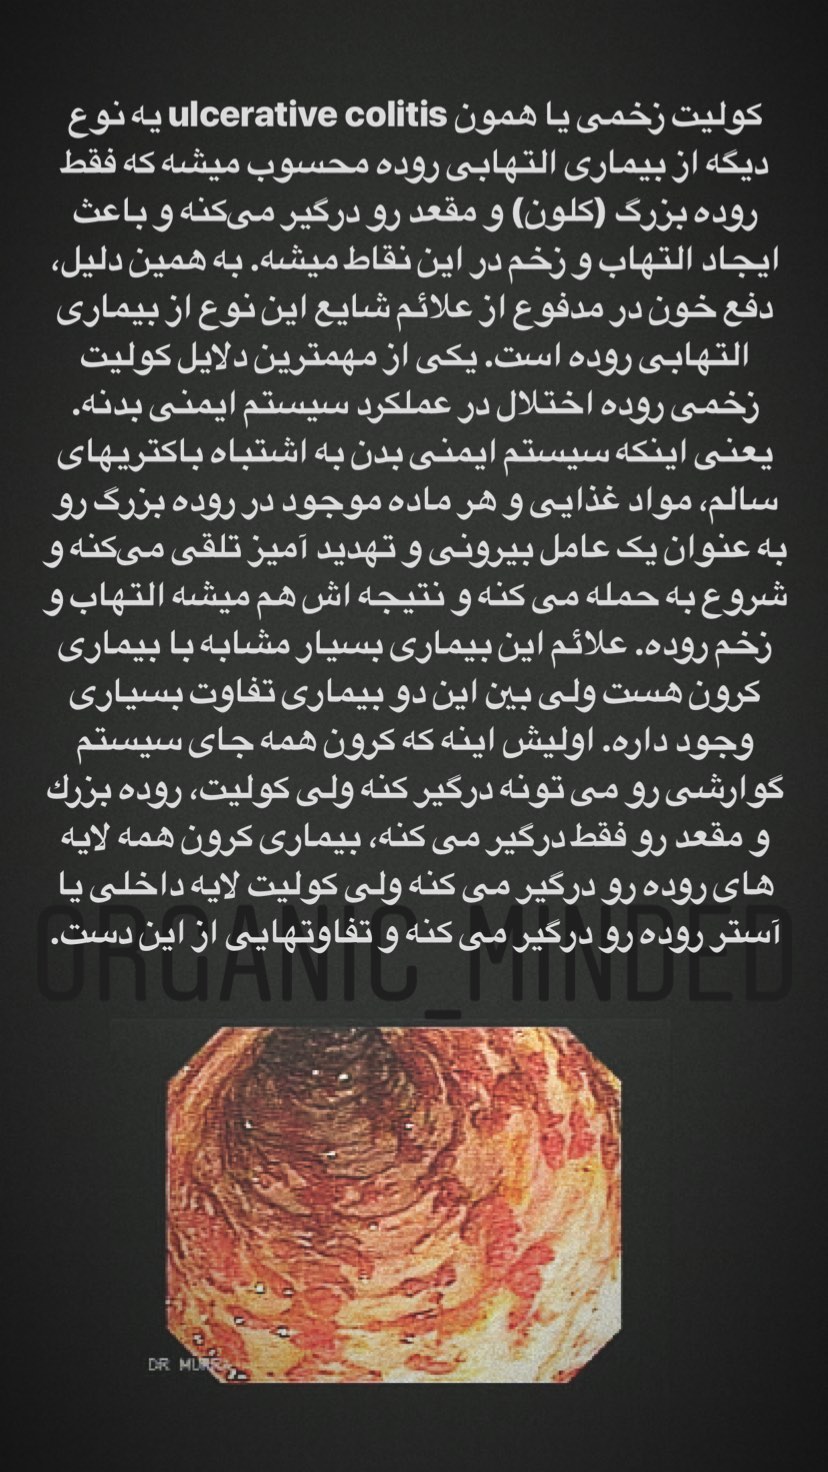 کولیت زخمی یا همون ulcerative colitis یه نوع
دیگه از بیماری التهابی روده محسوب میشه که فقط
روده بزرگ (کلون) و مقعد رو درگیر می‌کنه و باعث
ایجاد التهاب و زخم در این نقاط میشه. به همین دلیل،
دفع خون در مدفوع از علائم شایع این نوع از بیماری
التهابی روده است. یکی از مهمترین دلایل کولیت
زخمی روده اختلال در عملکرد سیستم ایمنی بدنه.
یعنی اینکه سیستم ایمنی بدن به اشتباه باکتریهای
سالم، مواد غذایی و هر ماده موجود در روده بزرگ رو
به عنوان یک عامل بیرونی و تهدید آمیز تلقی می‌کنه و
شروع به حمله می کنه و نتیجه اش هم میشه التهاب و
زخم روده. علائم این بیماری بسیار مشابه با بیماری
کرون هست ولی بین این دو بیماری تفاوت بسیاری
وجود داره. اولیش اینه که کرون همه جای سیستم
گوارشی رو می تونه درگیر کنه ولی کولیت، روده بزرك
و مقعد رو فقط درگیر می کنه، بیماری کرون همه لایه
های روده رو درگیر می کنه ولی کولیت لایه داخلی یا
آستر روده رو درگیر می کنه و تفاوتهایی از این دست.
ORGANIC_MINDED
DR